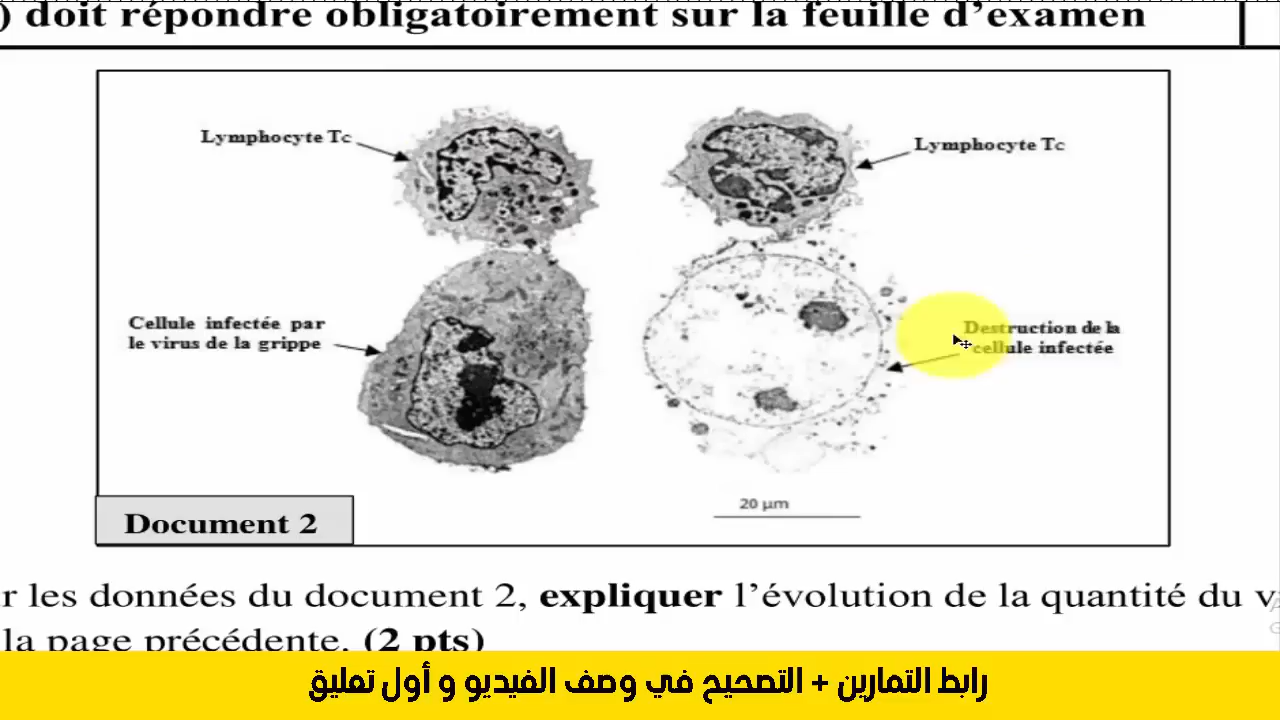 ) doit répondre obligatoirement sur la feuille d’examen
Lymphocyte Tc
Lymphocyte Tc
Cellule infectée par
le virus de la grippe
Destruction de la
cellule infectée
20 µm
Document 2
r les données du document 2, expliquer l’évolution de la quantité du v
la page précédente. (2 pts)
رابط التمارين + التصحيح في وصف الفيديو و أول تعليق